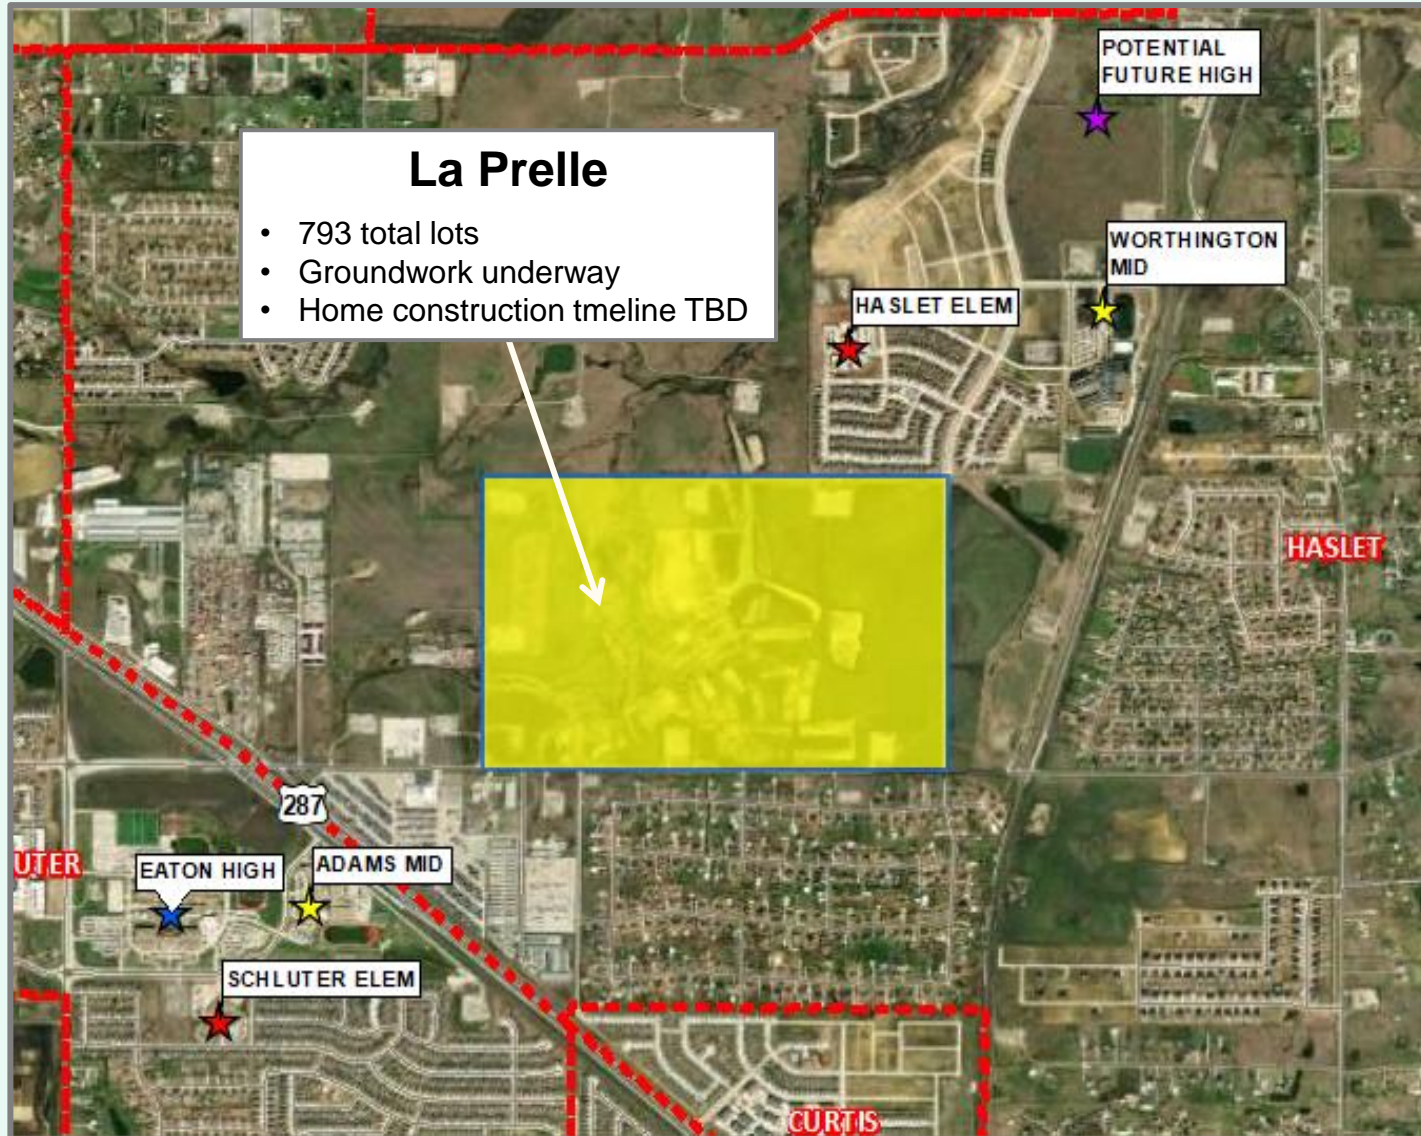 POTENTIAL
FUTURE HIGH
La Prelle
• 793 total lots
• Groundwork underway
• Home construction tmeline TBD
WORTHINGTON
MID
HASLET ELEM
HASLET
287
UTER
EATON HIGH
ADAMS MID
SCHLUTER ELEM
CURTIS